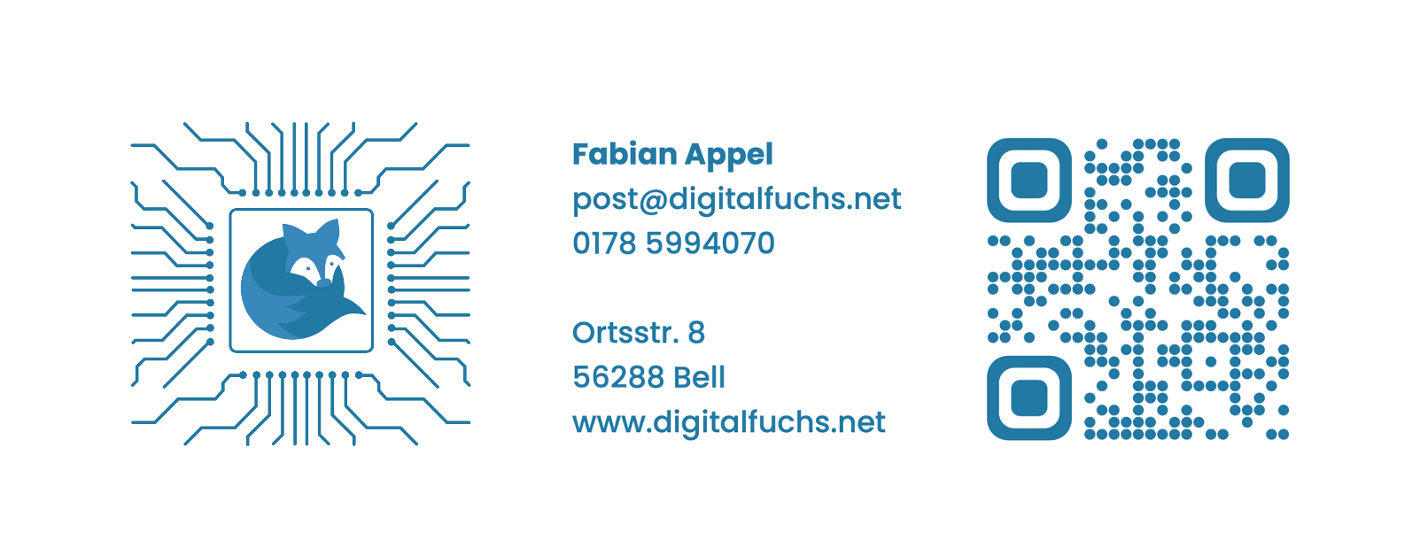 Fabian Appel
post@digitalfuchs.net
0178 5994070
Ortsstr. 8
56288 Bell
www.digitalfuchs.net